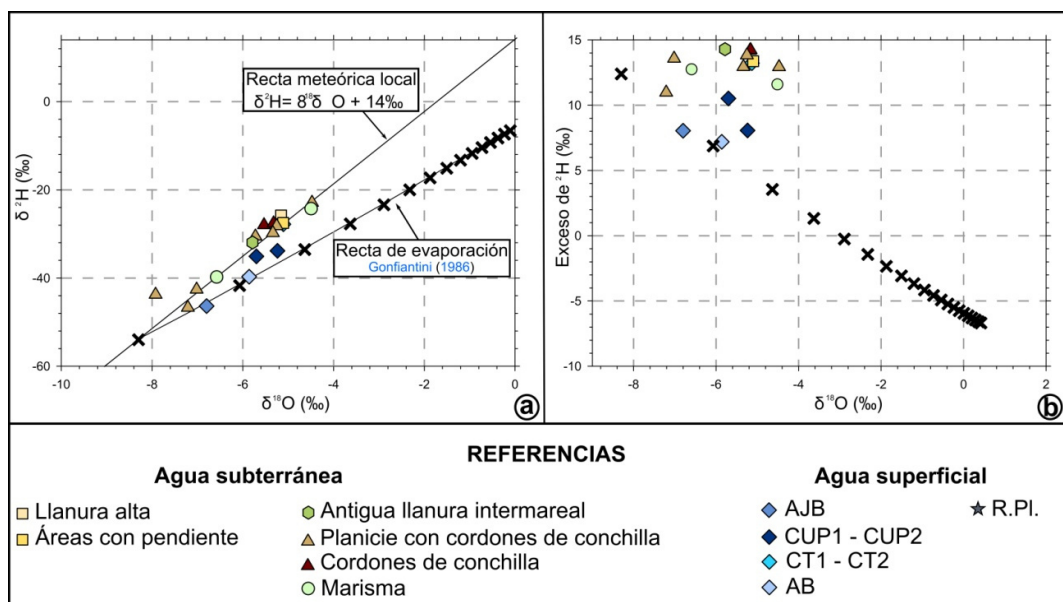 Recta meteórica local
δ²H= 8¹⁸δ O + 14‰
Recta de evaporación
Gonfiantini (1986)
δ ²H (‰)
0
-20
-40
-60
-10
-8
-6
-4
-2
0
δ¹⁸O (‰)
a
Exceso de ²H (‰)
15
10
5
0
-5
-10
-8
-6
-4
-2
0
2
δ¹⁸O (‰)
b
REFERENCIAS
Agua subterránea
Llanura alta
Áreas con pendiente
Antigua llanura intermareal
Planicie con cordones de conchilla
Cordones de conchilla
Marisma
Agua superficial
AJB
CUP1 - CUP2
CT1 - CT2
AB
R.Pl.